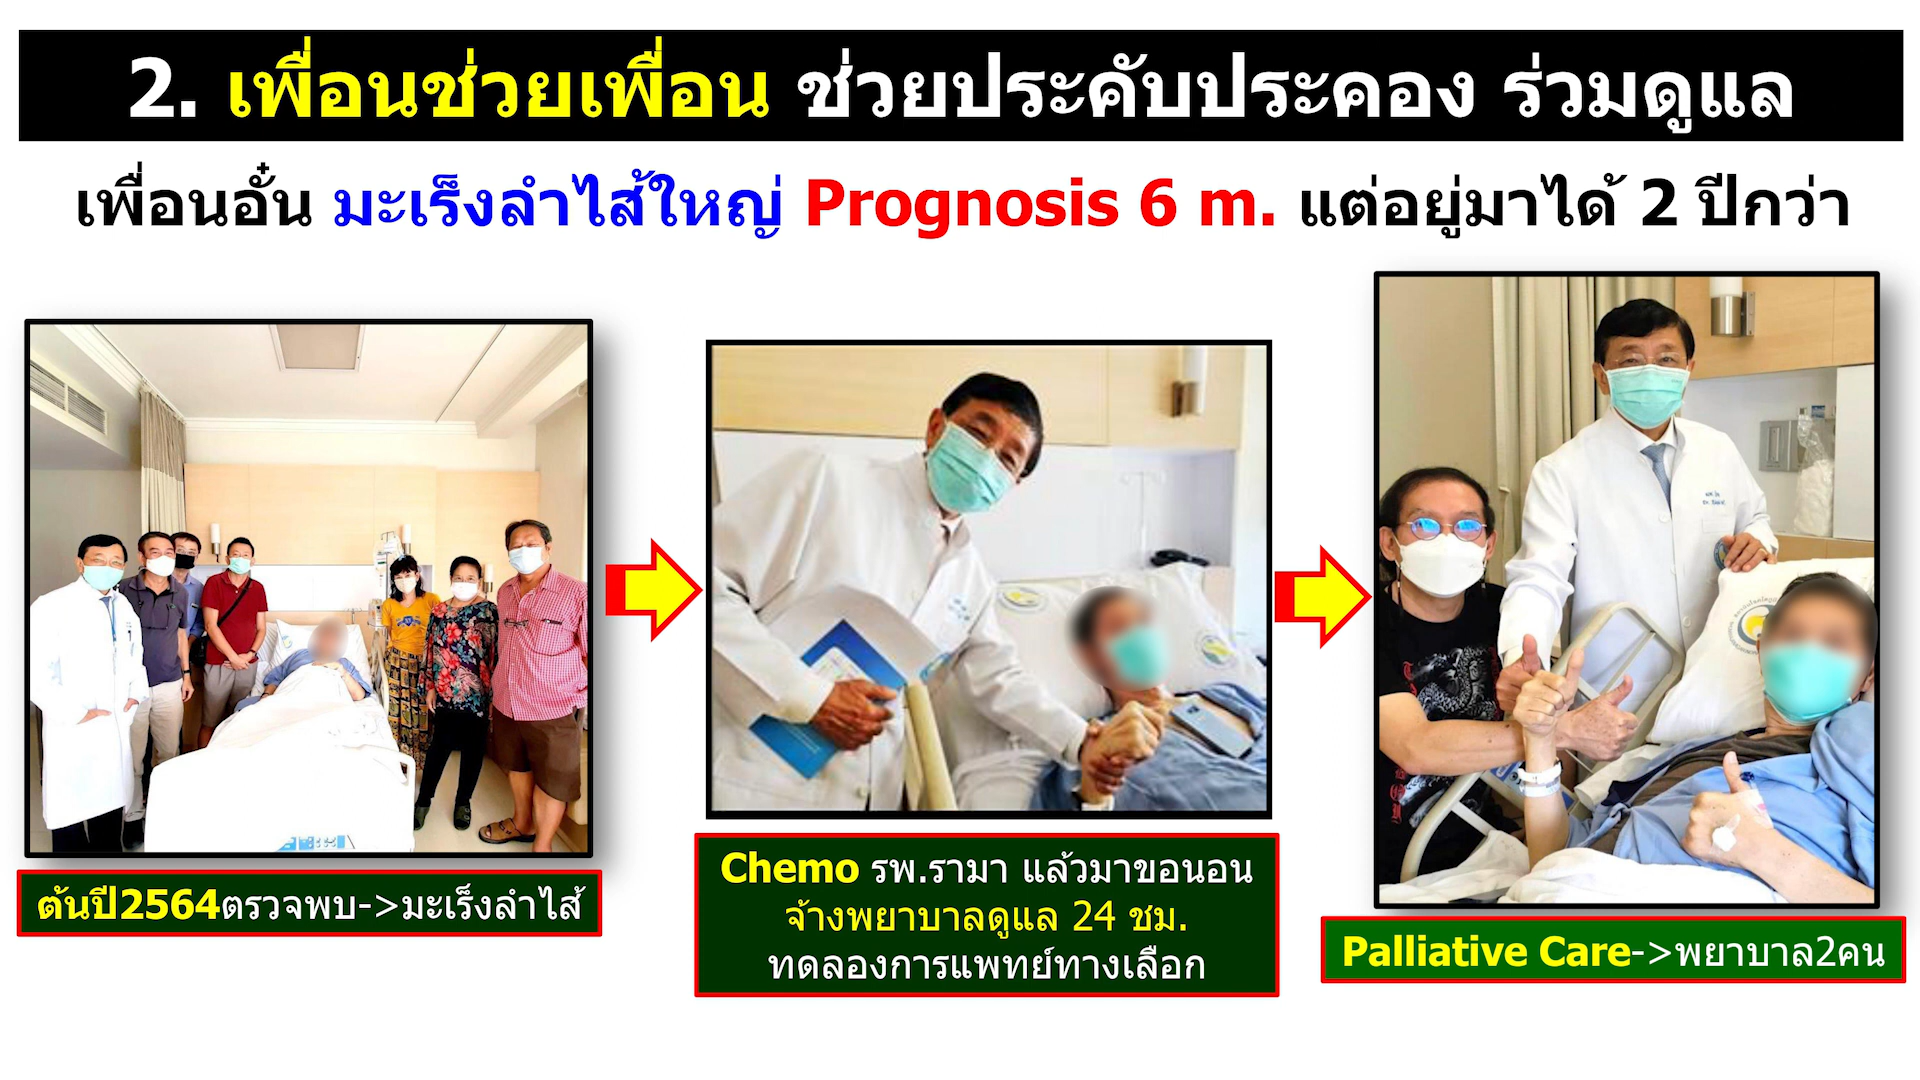 2. เพื่อนช่วยเพื่อน ช่วยประคับประคอง ร่วมดูแล
เพื่อนอั๋น มะเร็งลำไส้ใหญ่ Prognosis 6 m. แต่อยู่มาได้ 2 ปีกว่า
ต้นปี2564ตรวจพบ->มะเร็งลำไส้
Chemo รพ.รามา แล้วมาขอนอน
จ้างพยาบาลดูแล 24 ชม.
ทดลองการแพทย์ทางเลือก
Palliative Care->พยาบาล2คน